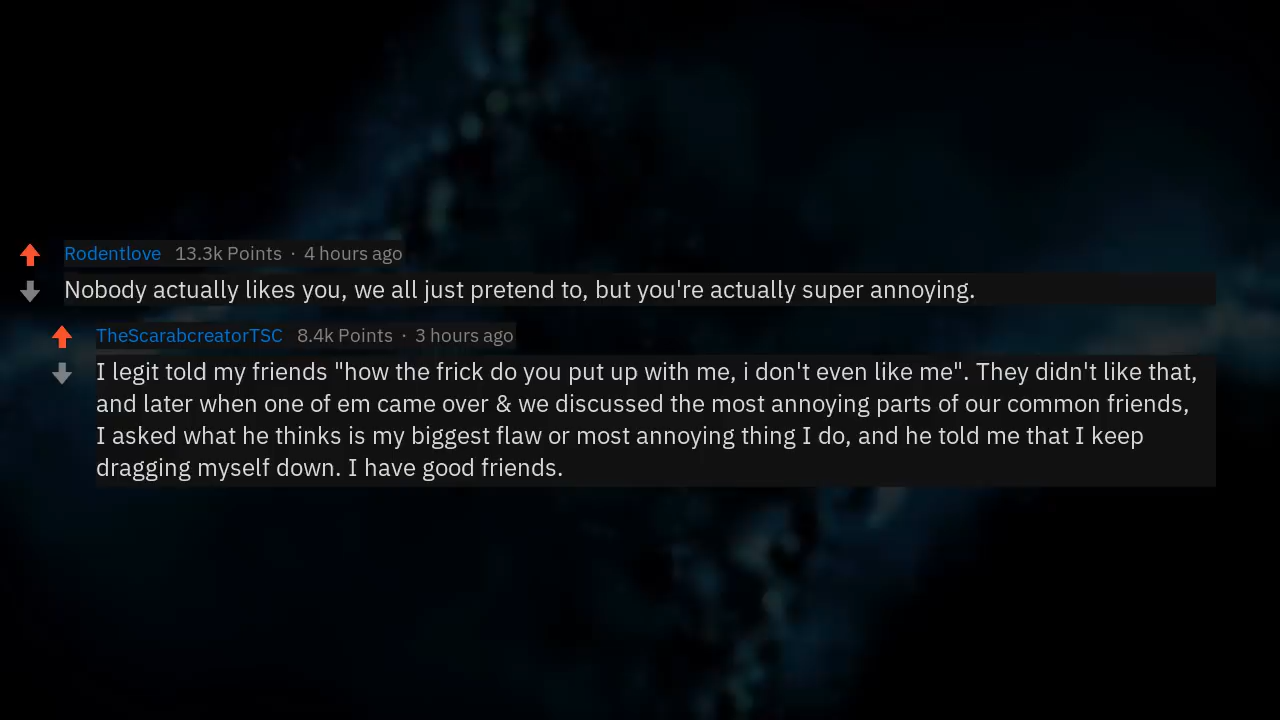 Rodentlove 13.3k Points · 4 hours ago
Nobody actually likes you, we all just pretend to, but you're actually super annoying.
TheScarabcreatorTSC 8.4k Points · 3 hours ago
I legit told my friends "how the frick do you put up with me, i don't even like me". They didn't like that,
and later when one of em came over & we discussed the most annoying parts of our common friends,
I asked what he thinks is my biggest flaw or most annoying thing I do, and he told me that I keep
dragging myself down. I have good friends.